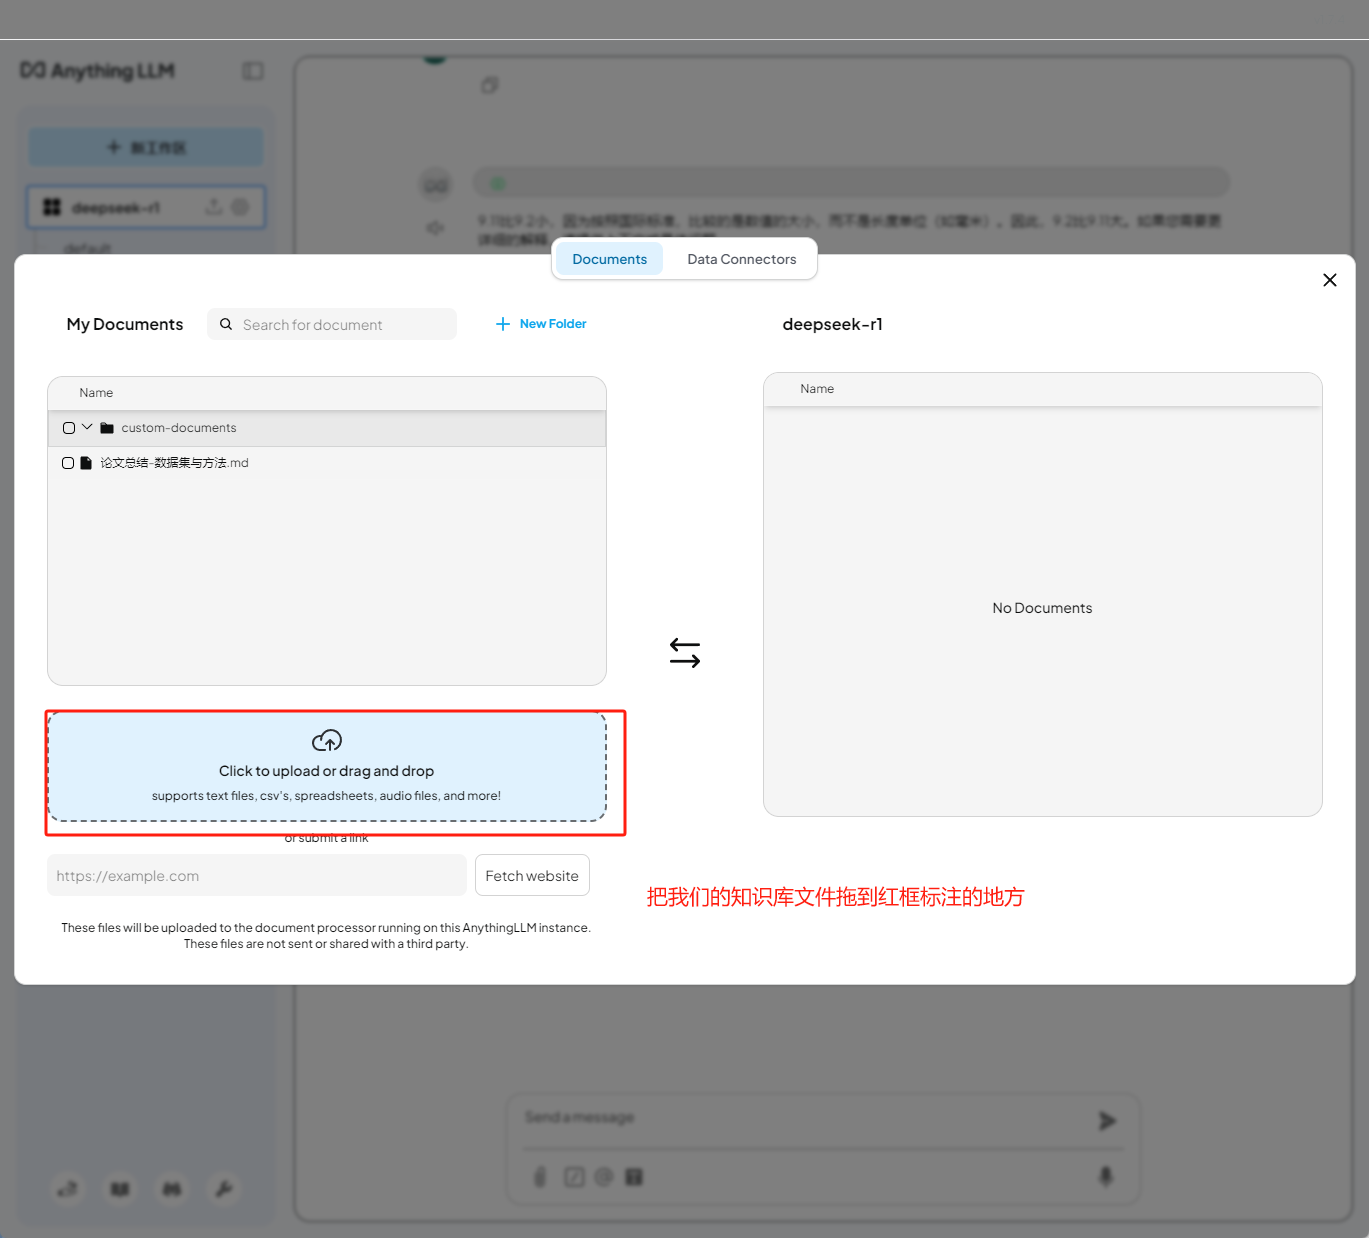 Anything LLM
新工作区
deepseek-r1
default
9.11比9.2小，因为按照国际标准，比较的是数值的大小，而不是长度单位（如毫米）。因此，9.2比9.11大。如果您需要更
详细的解释，
Documents
Data Connectors
My Documents
Search for document
New Folder
deepseek-r1
Name
custom-documents
论文总结-数据集与方法.md
Name
No Documents
Click to upload or drag and drop
supports text files, csv's, spreadsheets, audio files, and more!
or submit a link
https://example.com
Fetch website
把我们的知识库文件拖到红框标注的地方
These files will be uploaded to the document processor running on this AnythingLLM instance.
These files are not sent or shared with a third party.
Send a message